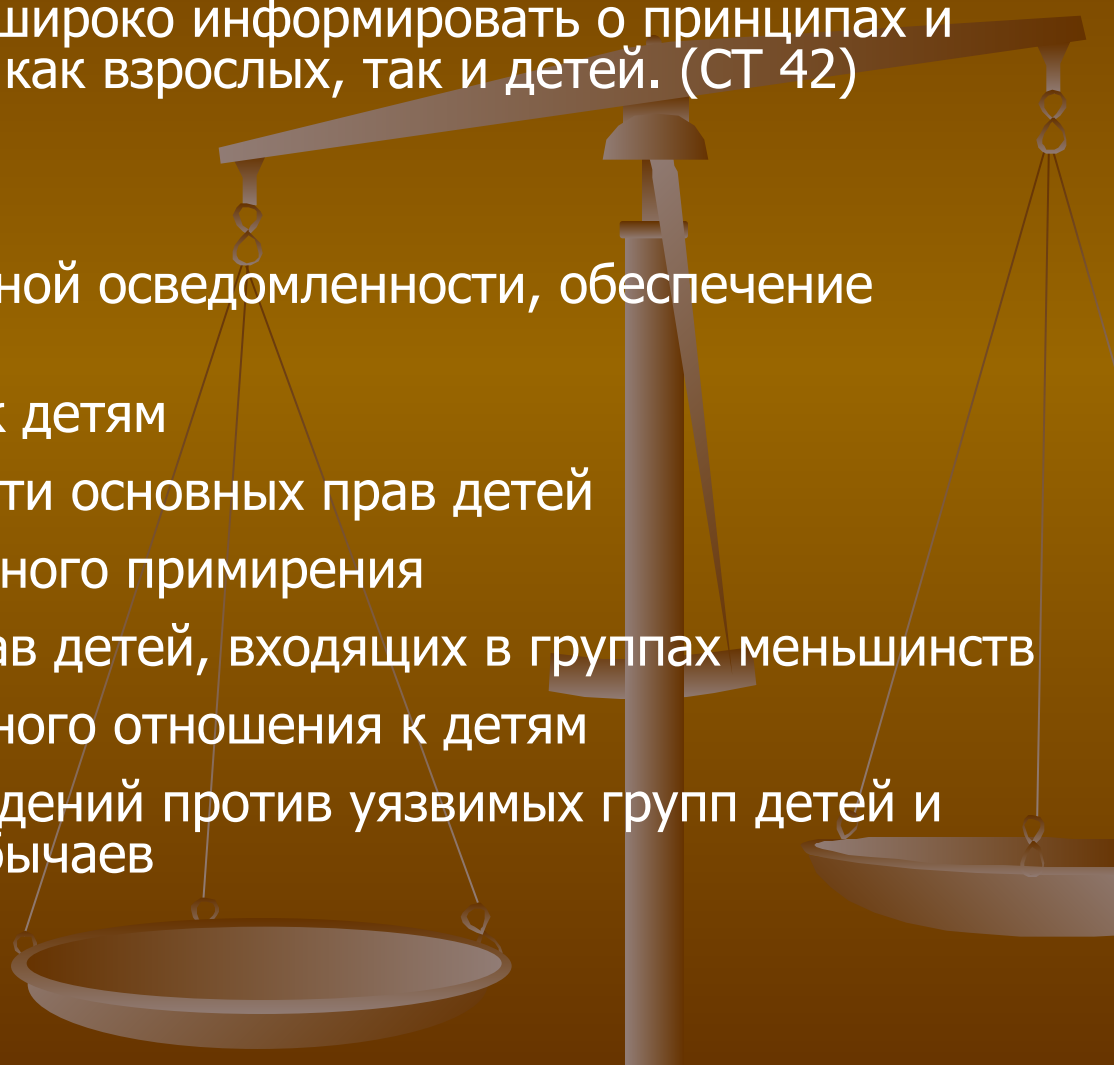 широко информировать о принципах и
как взрослых, так и детей. (СТ 42)
ной осведомленности, обеспечение
к детям
ти основных прав детей
ного примирения
ав детей, входящих в группах меньшинств
ного отношения к детям
дений против уязвимых групп детей и
бычаев